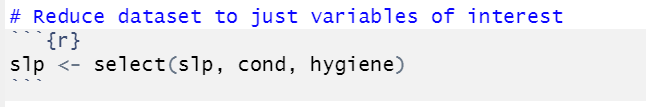 # Reduce dataset to just variables of interest
```{r}
slp <- select(slp, cond, hygiene)
```